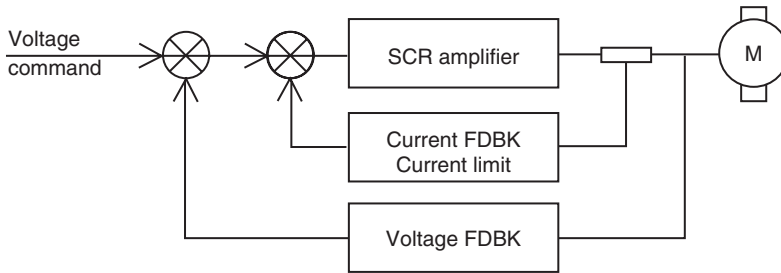 Voltage
command
SCR amplifier
M
Current FDBK
Current limit
Voltage FDBK